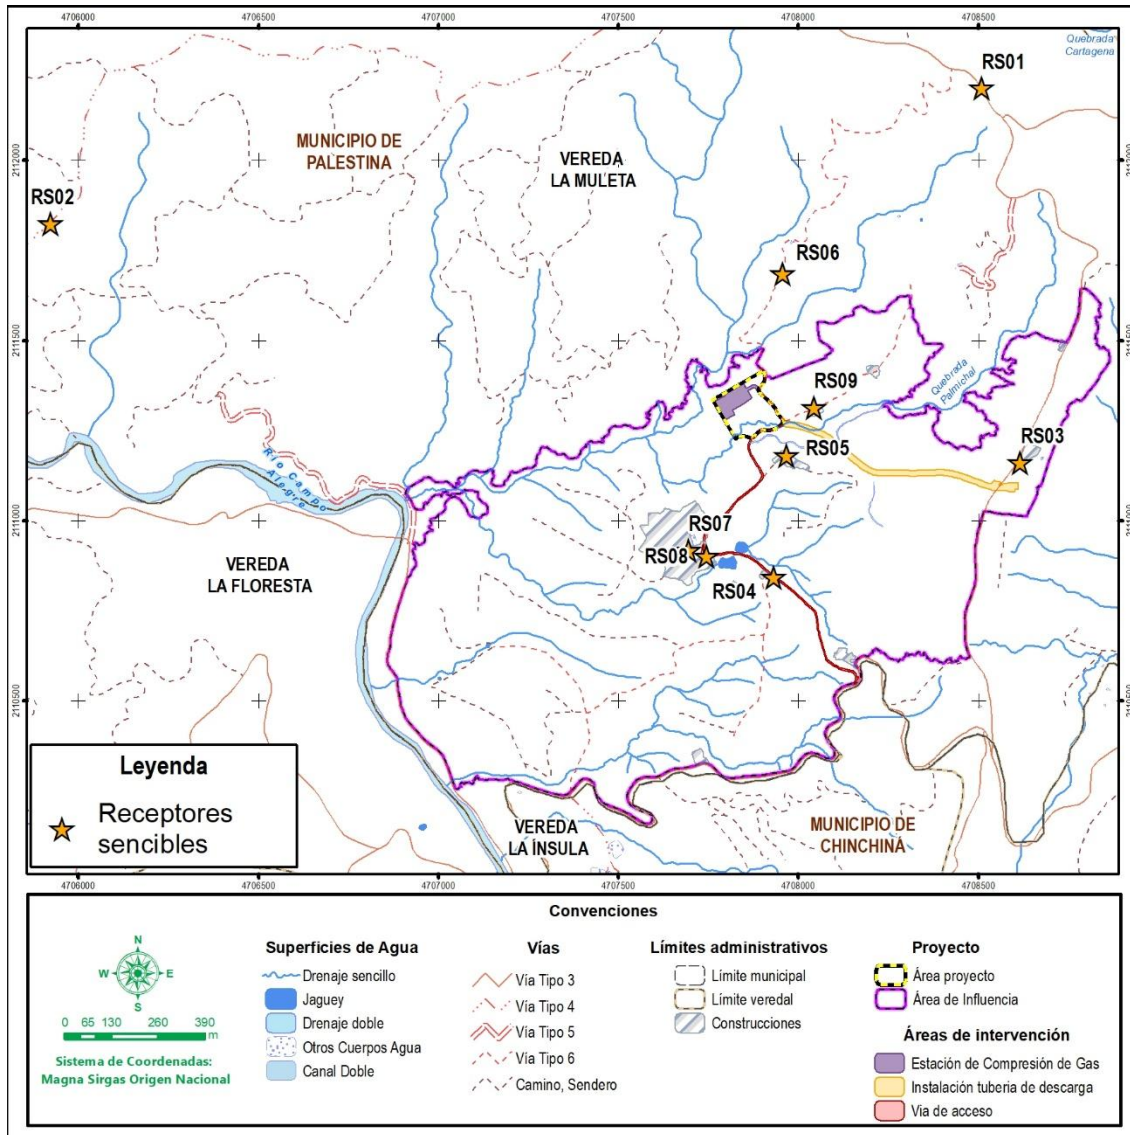 4706000
4706500
4707000
4707500
4708000
4708500
Quebrada
Cartagena
RS01
MUNICIPIO DE
PALESTINA
VEREDA
LA MULETA
2112000
2112000
RS02
RS06
2111500
2111500
RS09
Quebrada
Palmichal
RS03
RS05
Río Campo
Alegre
2111000
2111000
RS07
RS08
RS04
VEREDA
LA FLORESTA
2110500
2110500
Leyenda
Receptores
sencibles
VEREDA
LA ÍNSULA
MUNICIPIO DE
CHINCHINÁ
4706000
4706500
4707000
4707500
4708000
4708500
Convenciones
N
W
E
S
0 65 130 260 390
m
Sistema de Coordenadas:
Magna Sirgas Origen Nacional
Superficies de Agua
Drenaje sencillo
Jaguey
Drenaje doble
Otros Cuerpos Agua
Canal Doble
Vías
Vía Tipo 3
Vía Tipo 4
Vía Tipo 5
Vía Tipo 6
Camino, Sendero
Límites administrativos
Límite municipal
Límite veredal
Construcciones
Proyecto
Área proyecto
Área de Influencia
Áreas de intervención
Estación de Compresión de Gas
Instalación tuberia de descarga
Via de acceso